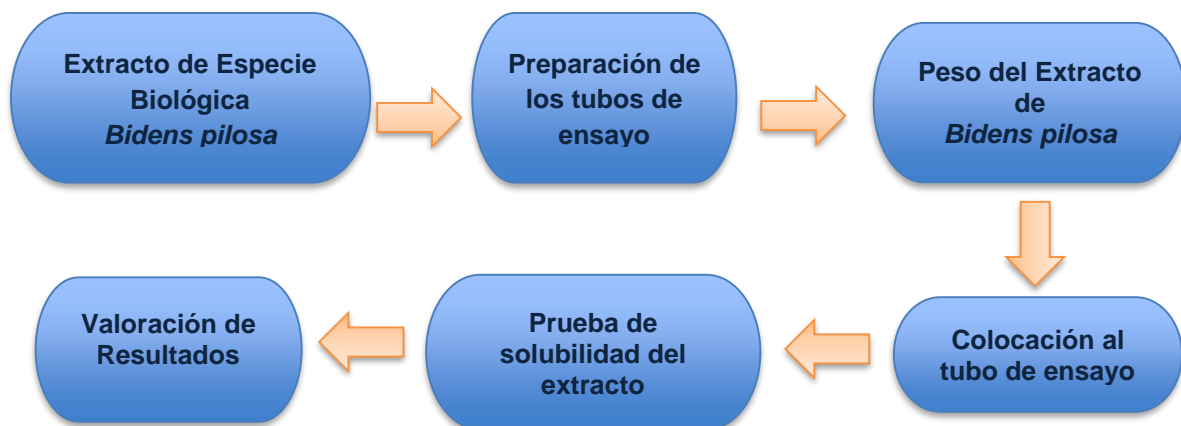 Extracto de Especie
Biológica
Bidens pilosa
Preparación de
los tubos de
ensayo
Peso del Extracto
de
Bidens pilosa
Colocación al
tubo de ensayo
Prueba de
solubilidad del
extracto
Valoración de
Resultados